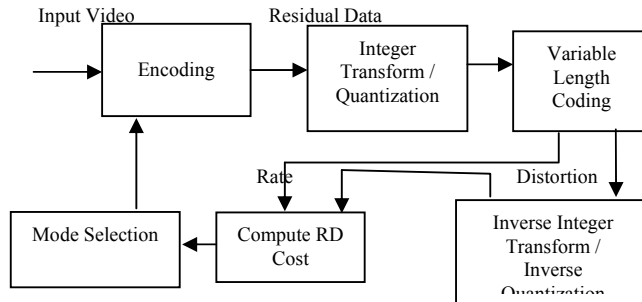 Input Video
Residual Data
Encoding
Integer
Transform /
Quantization
Variable
Length
Coding
Rate
Distortion
Mode Selection
Compute RD
Cost
Inverse Integer
Transform /
Inverse
Quantization